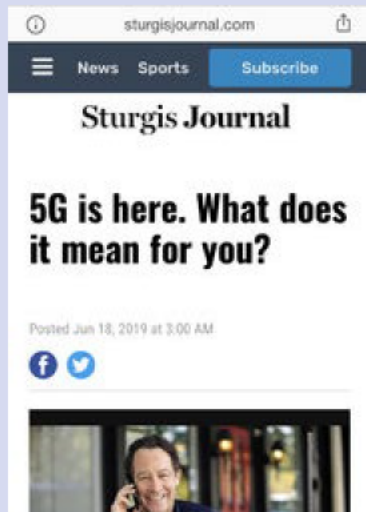 sturgisjournal.com
News Sports Subscribe
Sturgis Journal
5G is here. What does
it mean for you?
Posted Jun 18, 2019 at 3:00 AM